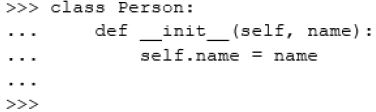 >>> class Person:
...     def __init__(self, name):
...         self.name = name
...
>>>